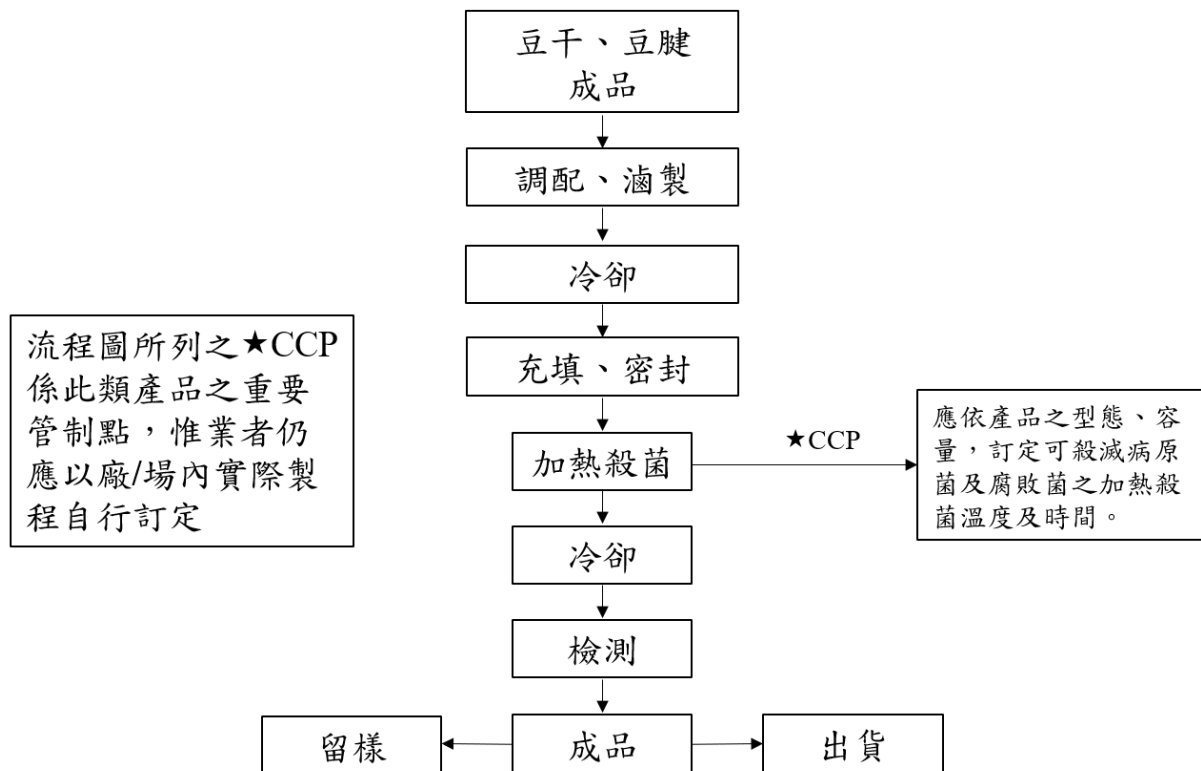 豆干、豆腱
成品
調配、滷製
冷卻
充填、密封
流程圖所列之★CCP
係此類產品之重要
管制點，惟業者仍
應以廠/場內實際製
程自行訂定
加熱殺菌
★CCP
應依產品之型態、容
量，訂定可殺滅病原
菌及腐敗菌之加熱殺
菌溫度及時間。
冷卻
檢測
留樣
成品
出貨